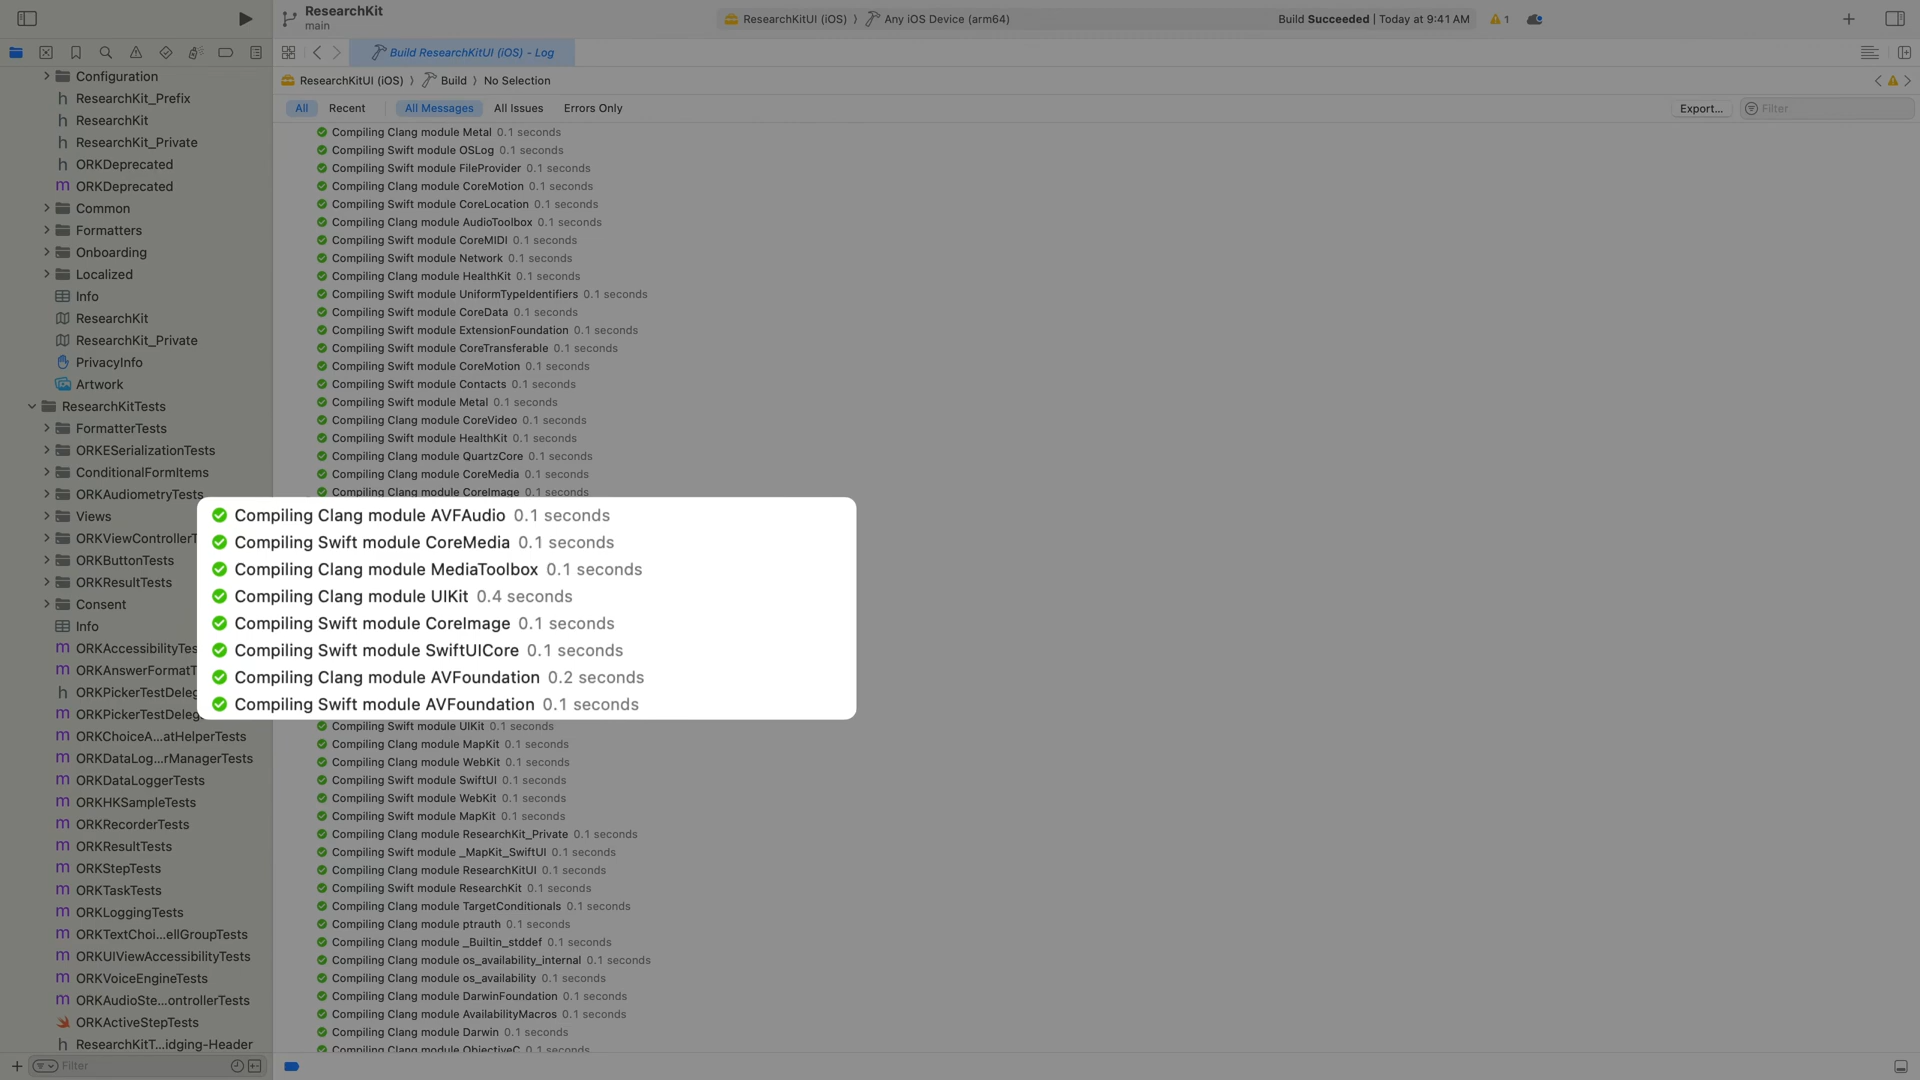 ResearchKit
main
ResearchKitUI (iOS) 〉 Any iOS Device (arm64)
Build Succeeded | Today at 9:41 AM
1
Build ResearchKitUI (iOS) - Log
ResearchKitUI (iOS) 〉 Build 〉 No Selection
All
Recent
All Messages
All Issues
Errors Only
Export...
Filter
Configuration
ResearchKit_Prefix
ResearchKit
ResearchKit_Private
ORKDeprecated
ORKDeprecated
Common
Formatters
Onboarding
Localized
Info
ResearchKit
ResearchKit_Private
PrivacyInfo
Artwork
ResearchKitTests
FormatterTests
ORKESerializationTests
ConditionalFormItems
ORKAudiometryTests
Views
ORKViewControllerT
ORKButtonTests
ORKResultTests
Consent
Info
ORKAccessibilityTes
ORKAnswerFormatT
ORKPickerTestDeleg
ORKPickerTestDeleg
ORKChoiceA...atHelperTests
ORKDataLog...rManagerTests
ORKDataLoggerTests
ORKHKSampleTests
ORKRecorderTests
ORKResultTests
ORKStepTests
ORKTaskTests
ORKLoggingTests
ORKTextChoi...ellGroupTests
ORKUIViewAccessibilityTests
ORKVoiceEngineTests
ORKAudioSte...ontrollerTests
ORKActiveStepTests
ResearchKitT...idging-Header
Filter
Compiling Clang module Metal 0.1 seconds
Compiling Swift module OSLog 0.1 seconds
Compiling Swift module FileProvider 0.1 seconds
Compiling Clang module CoreMotion 0.1 seconds
Compiling Swift module CoreLocation 0.1 seconds
Compiling Clang module AudioToolbox 0.1 seconds
Compiling Swift module CoreMIDI 0.1 seconds
Compiling Swift module Network 0.1 seconds
Compiling Clang module HealthKit 0.1 seconds
Compiling Swift module UniformTypeIdentifiers 0.1 seconds
Compiling Swift module CoreData 0.1 seconds
Compiling Swift module ExtensionFoundation 0.1 seconds
Compiling Swift module CoreTransferable 0.1 seconds
Compiling Swift module CoreMotion 0.1 seconds
Compiling Swift module Contacts 0.1 seconds
Compiling Swift module Metal 0.1 seconds
Compiling Clang module CoreVideo 0.1 seconds
Compiling Swift module HealthKit 0.1 seconds
Compiling Clang module QuartzCore 0.1 seconds
Compiling Clang module CoreMedia 0.1 seconds
Compiling Clang module CoreImage 0.1 seconds
Compiling Clang module AVFAudio 0.1 seconds
Compiling Swift module CoreMedia 0.1 seconds
Compiling Clang module MediaToolbox 0.1 seconds
Compiling Clang module UIKit 0.4 seconds
Compiling Swift module CoreImage 0.1 seconds
Compiling Swift module SwiftUICore 0.1 seconds
Compiling Clang module AVFoundation 0.2 seconds
Compiling Swift module AVFoundation 0.1 seconds
Compiling Swift module UIKit 0.1 seconds
Compiling Clang module MapKit 0.1 seconds
Compiling Clang module WebKit 0.1 seconds
Compiling Swift module SwiftUI 0.1 seconds
Compiling Swift module WebKit 0.1 seconds
Compiling Swift module MapKit 0.1 seconds
Compiling Clang module ResearchKit_Private 0.1 seconds
Compiling Swift module _MapKit_SwiftUI 0.1 seconds
Compiling Clang module ResearchKitUI 0.1 seconds
Compiling Swift module ResearchKit 0.1 seconds
Compiling Clang module TargetConditionals 0.1 seconds
Compiling Clang module ptrauth 0.1 seconds
Compiling Clang module _Builtin_stddef 0.1 seconds
Compiling Clang module os_availability_internal 0.1 seconds
Compiling Clang module os_availability 0.1 seconds
Compiling Clang module DarwinFoundation 0.1 seconds
Compiling Clang module AvailabilityMacros 0.1 seconds
Compiling Clang module Darwin 0.1 seconds
Compiling Clang module ObjectiveC 0.1 seconds